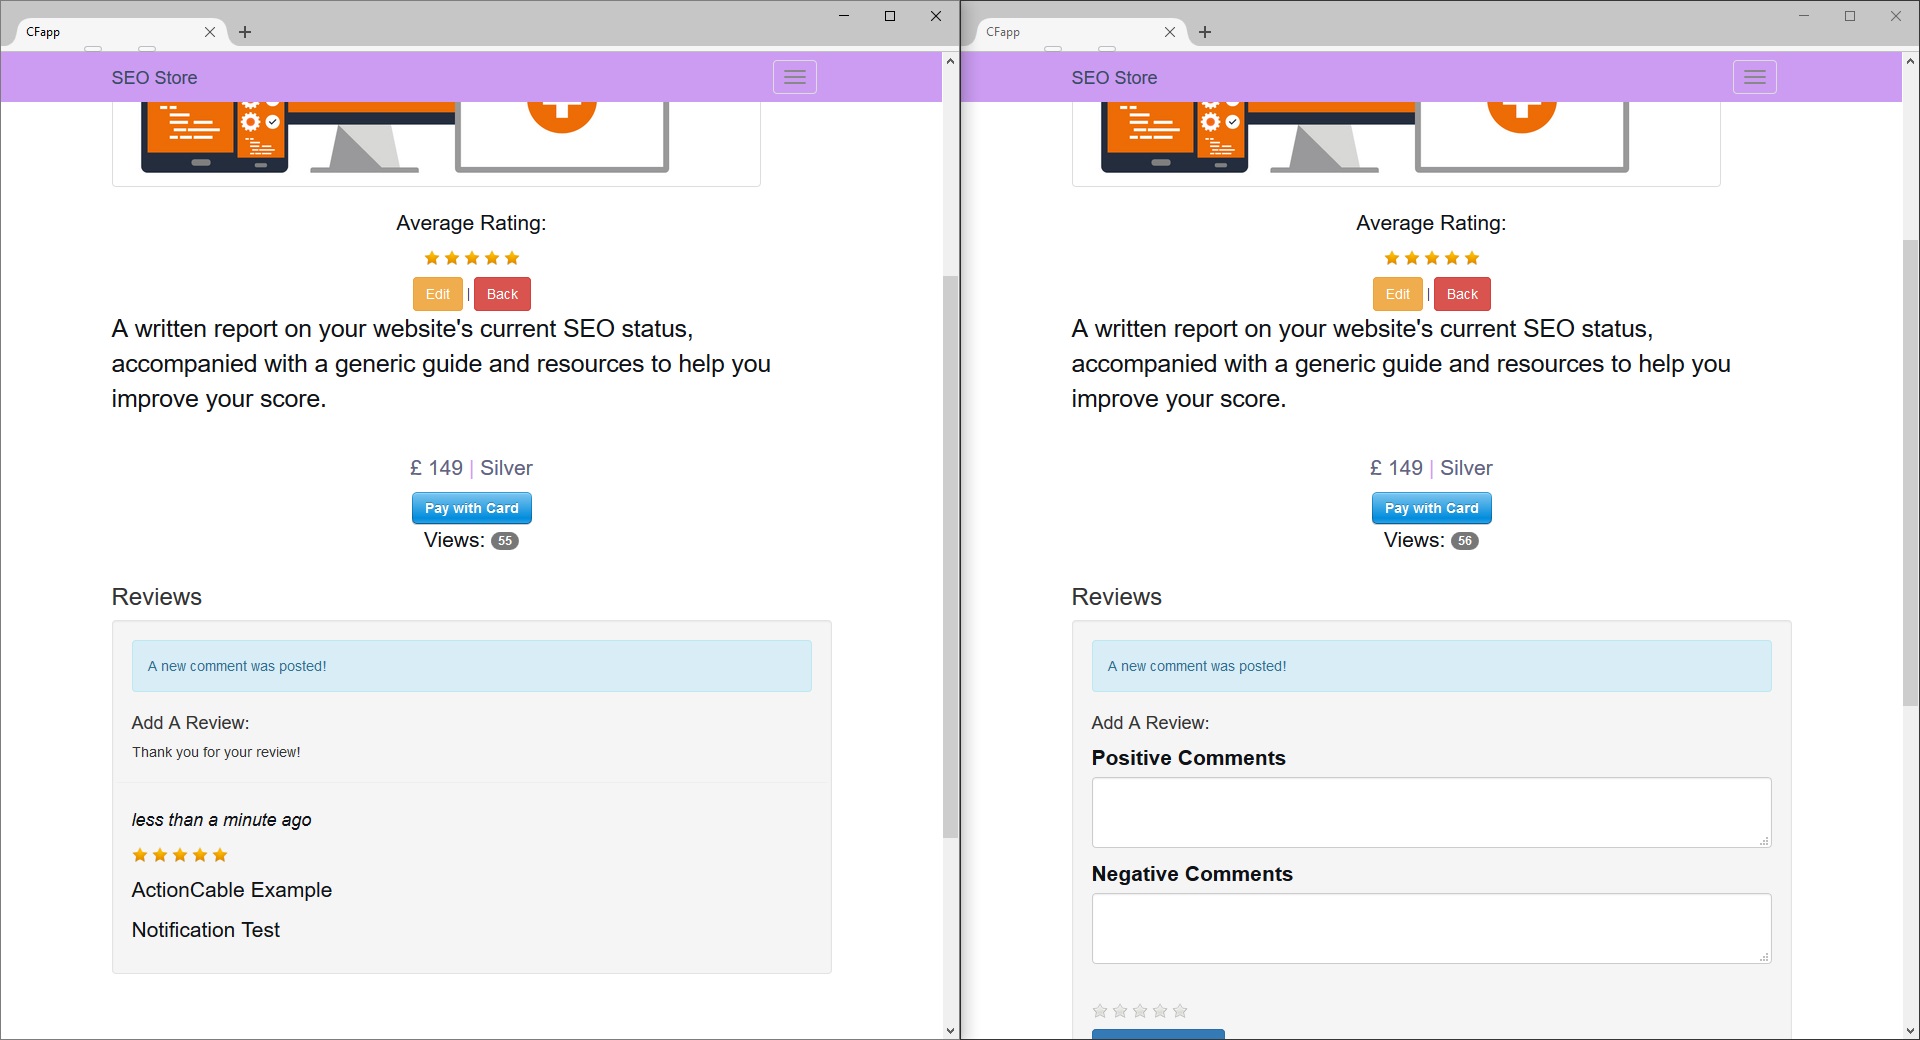 CFapp
SEO Store
Average Rating:
Edit | Back
A written report on your website's current SEO status,
accompanied with a generic guide and resources to help you
improve your score.
£ 149 | Silver
Pay with Card
Views: 55
Reviews
A new comment was posted!
Add A Review:
Thank you for your review!
less than a minute ago
ActionCable Example
Notification Test
CFapp
SEO Store
Average Rating:
Edit | Back
A written report on your website's current SEO status,
accompanied with a generic guide and resources to help you
improve your score.
£ 149 | Silver
Pay with Card
Views: 56
Reviews
A new comment was posted!
Add A Review:
Positive Comments
Negative Comments